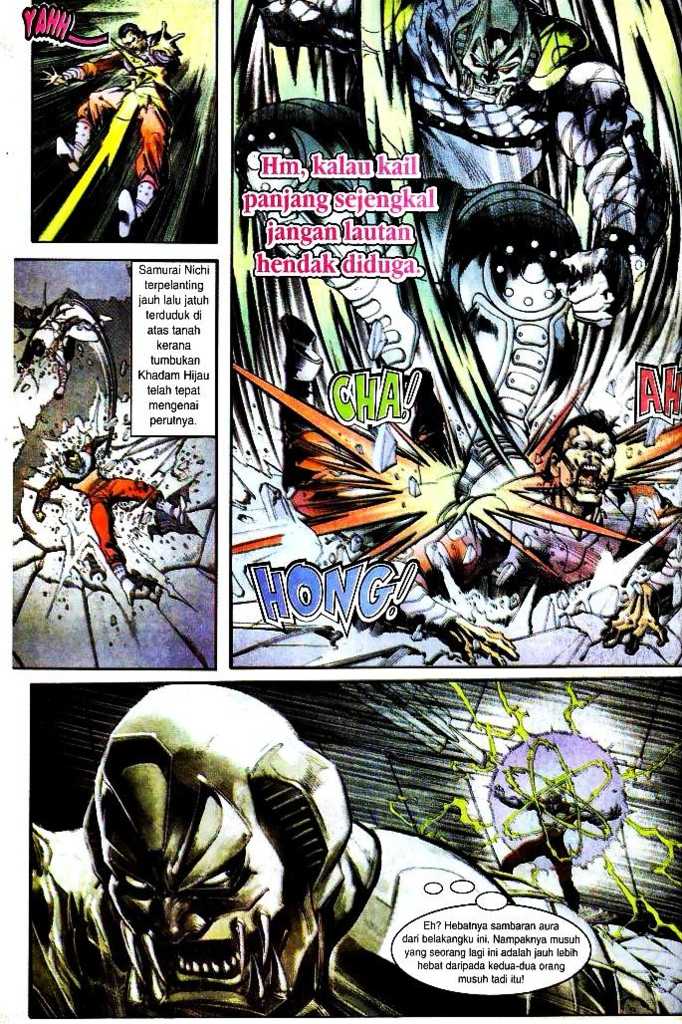 YAHH
Samurai Nichi
terpelanting
jauh lalu jatuh
terduduk di
atas tanah
kerana
tumbukan
Khadam Hijau
telah tepat
mengenai
perutnya.
Hm, kalau kail
panjang sejengkal
jangan lautan
hendak diduga.
CHA!
AH
HONG!
Eh? Hebatnya sambaran aura
dari belakangku ini. Nampaknya musuh
yang seorang lagi ini adalah jauh lebih
hebat daripada kedua-dua orang
musuh tadi itu!